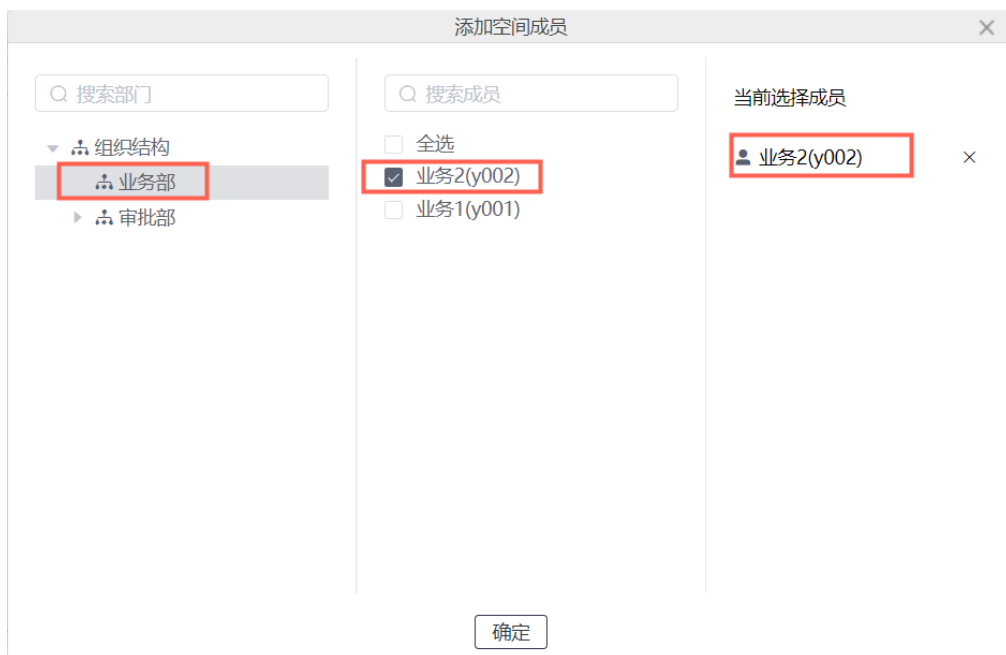 添加空间成员
搜索部门
组织结构
业务部
审批部
搜索成员
全选
业务2(y002)
业务1(y001)
当前选择成员
业务2(y002)
确定